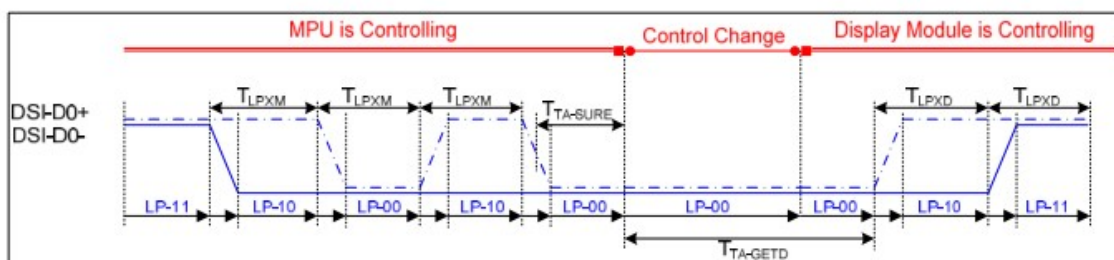 MPU is Controlling Control Change Display Module is Controlling
TLPXM TLPXM TLPXM TTA-SURE TLPXD TLPXD
DSI-D0+
DSI-D0-
LP-11 LP-10 LP-00 LP-10 LP-00 LP-00 LP-00 LP-10 LP-11
TTA-GETD